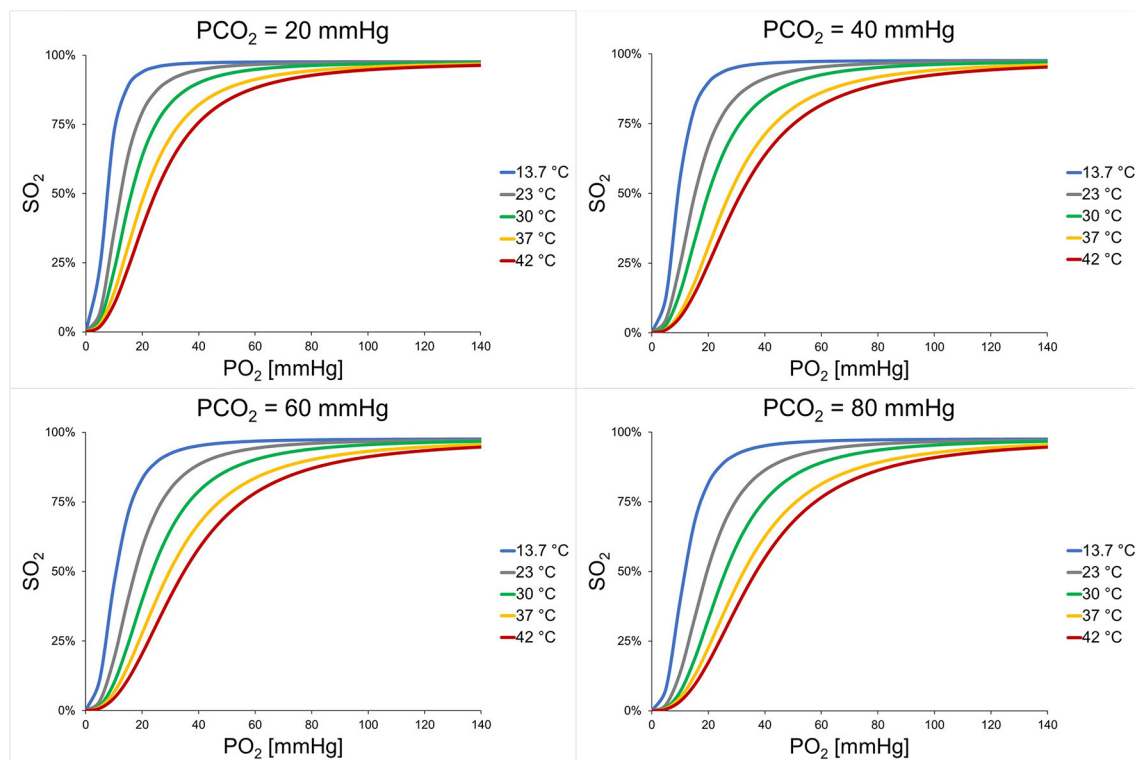 PCO₂ = 20 mmHg
100%
75%
50%
25%
0%
SO₂
0 20 40 60 80 100 120 140
PO₂ [mmHg]
13.7 °C
23 °C
30 °C
37 °C
42 °C
PCO₂ = 40 mmHg
100%
75%
50%
25%
0%
SO₂
0 20 40 60 80 100 120 140
PO₂ [mmHg]
13.7 °C
23 °C
30 °C
37 °C
42 °C
PCO₂ = 60 mmHg
100%
75%
50%
25%
0%
SO₂
0 20 40 60 80 100 120 140
PO₂ [mmHg]
13.7 °C
23 °C
30 °C
37 °C
42 °C
PCO₂ = 80 mmHg
100%
75%
50%
25%
0%
SO₂
0 20 40 60 80 100 120 140
PO₂ [mmHg]
13.7 °C
23 °C
30 °C
37 °C
42 °C